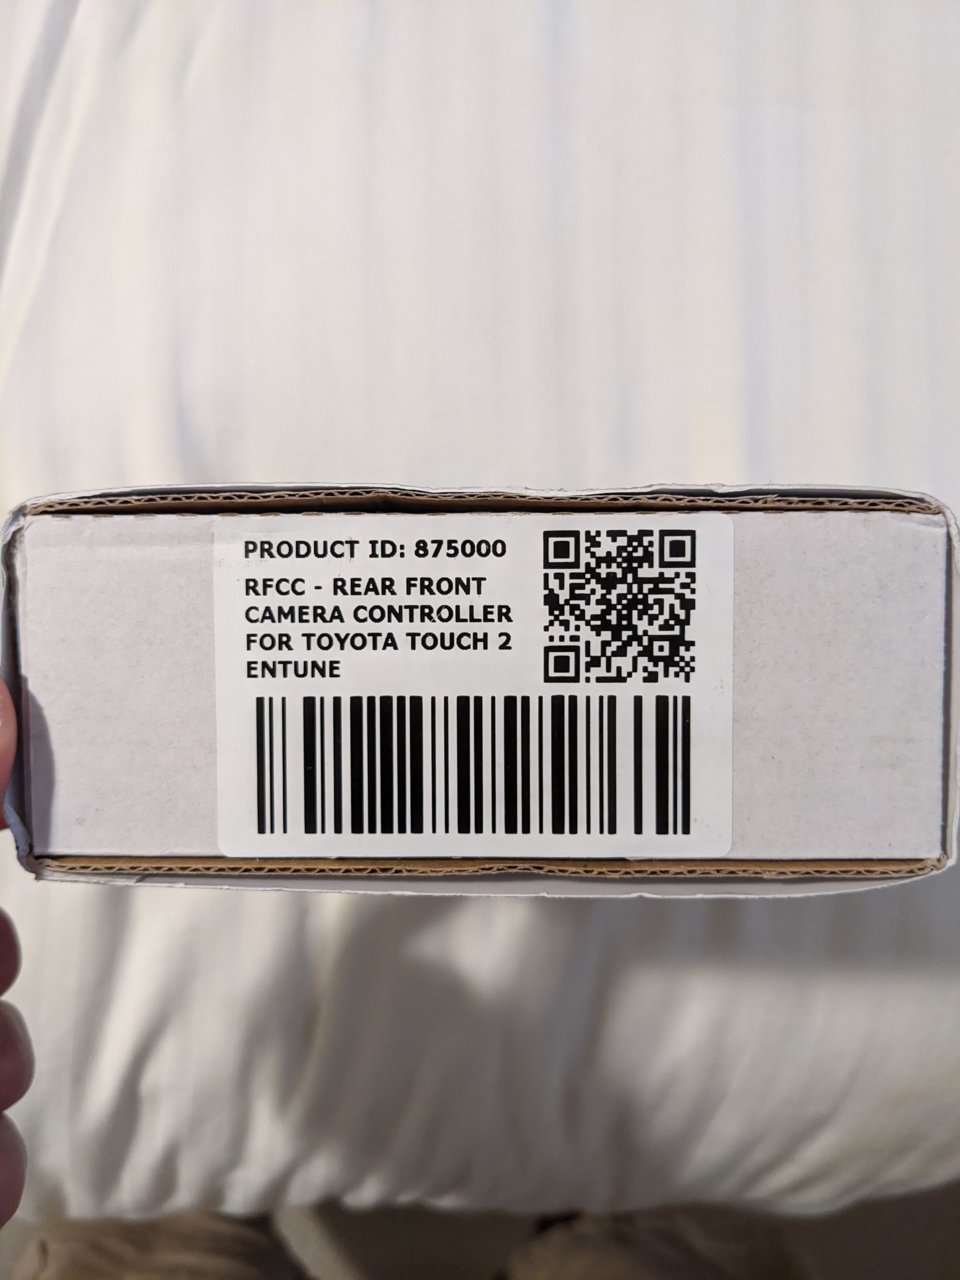 PRODUCT ID: 875000
RFCC - REAR FRONT
CAMERA CONTROLLER
FOR TOYOTA TOUCH 2
ENTUNE